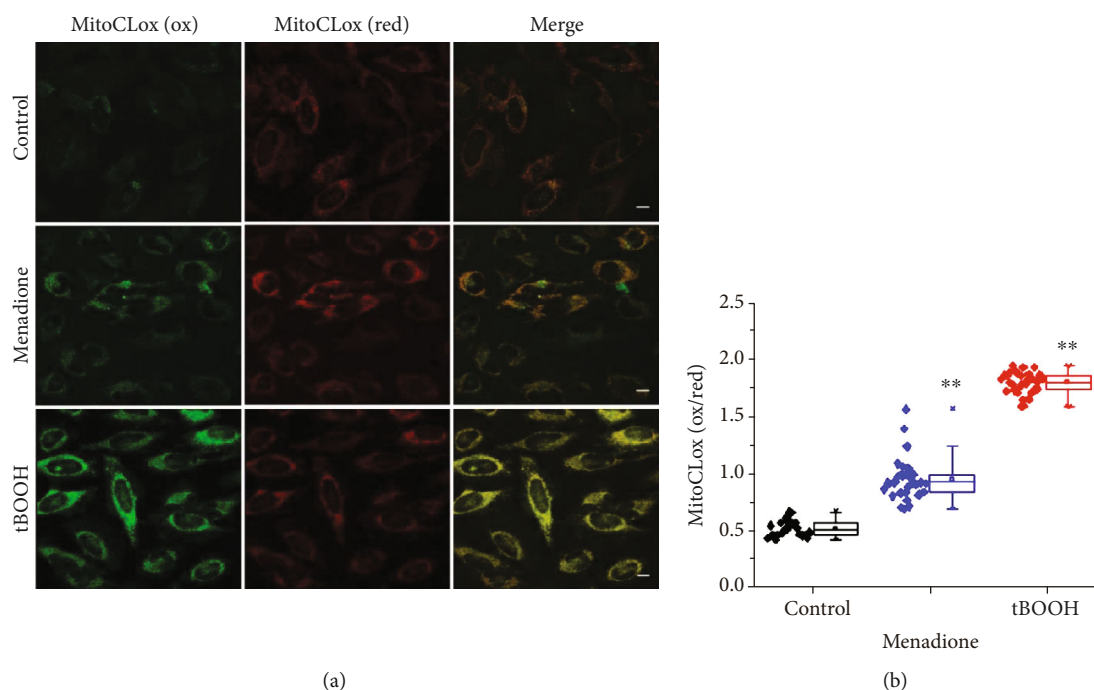 MitoCLox (ox) MitoCLox (red) Merge
Control
Menadione
tBOOH
(a)
MitoCLox (ox/red)
2.5
2.0
1.5
1.0
0.5
0.0
**
**
Control tBOOH
Menadione
(b)